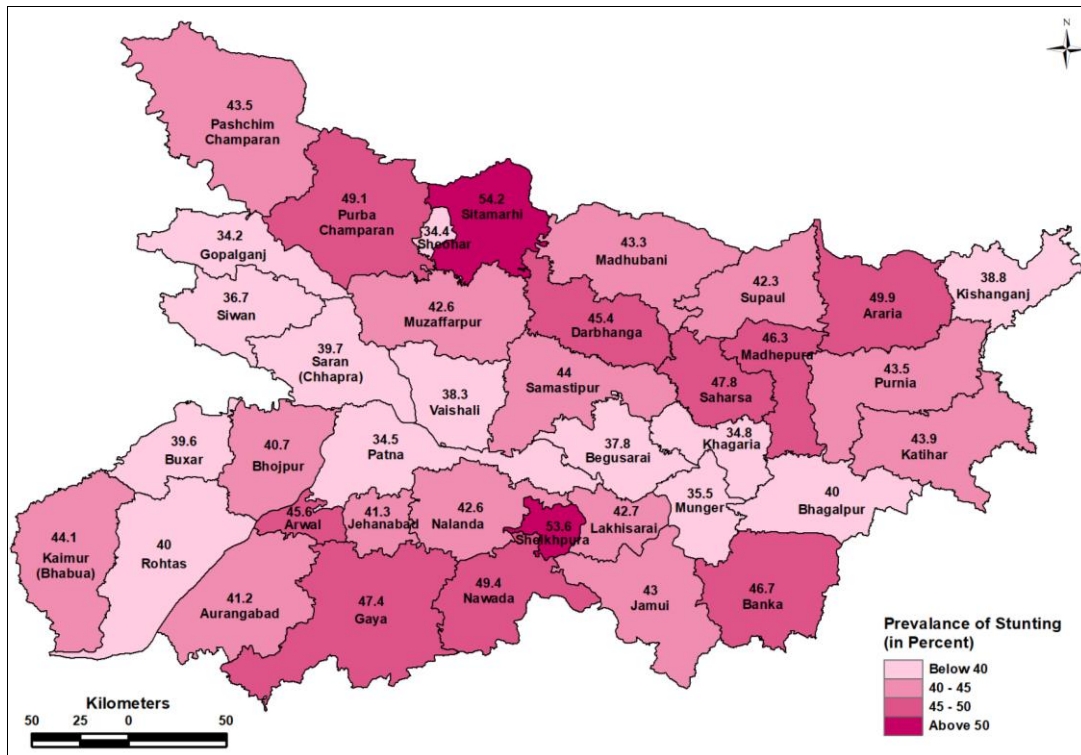 N
43.5
Pashchim
Champaran
49.1
Purba
Champaran
54.2
Sitamarhi
34.4
Sheohar
34.2
Gopalganj
43.3
Madhubani
42.3
Supaul
49.9
Araria
38.8
Kishanganj
36.7
Siwan
42.6
Muzaffarpur
45.4
Darbhanga
46.3
Madhepura
43.5
Purnia
39.7
Saran
(Chhapra)
38.3
Vaishali
44
Samastipur
47.8
Saharsa
43.9
Katihar
39.6
Buxar
40.7
Bhojpur
34.5
Patna
37.8
Begusarai
34.8
Khagaria
35.5
Munger
40
Bhagalpur
44.1
Kaimur
(Bhabua)
40
Rohtas
45.6
Arwal
41.3
Jehanabad
42.6
Nalanda
53.6
Sheikhpura
42.7
Lakhisarai
41.2
Aurangabad
47.4
Gaya
49.4
Nawada
43
Jamui
46.7
Banka
Prevalance of Stunting
(in Percent)
Below 40
40 - 45
45 - 50
Above 50
Kilometers
50 25 0 50